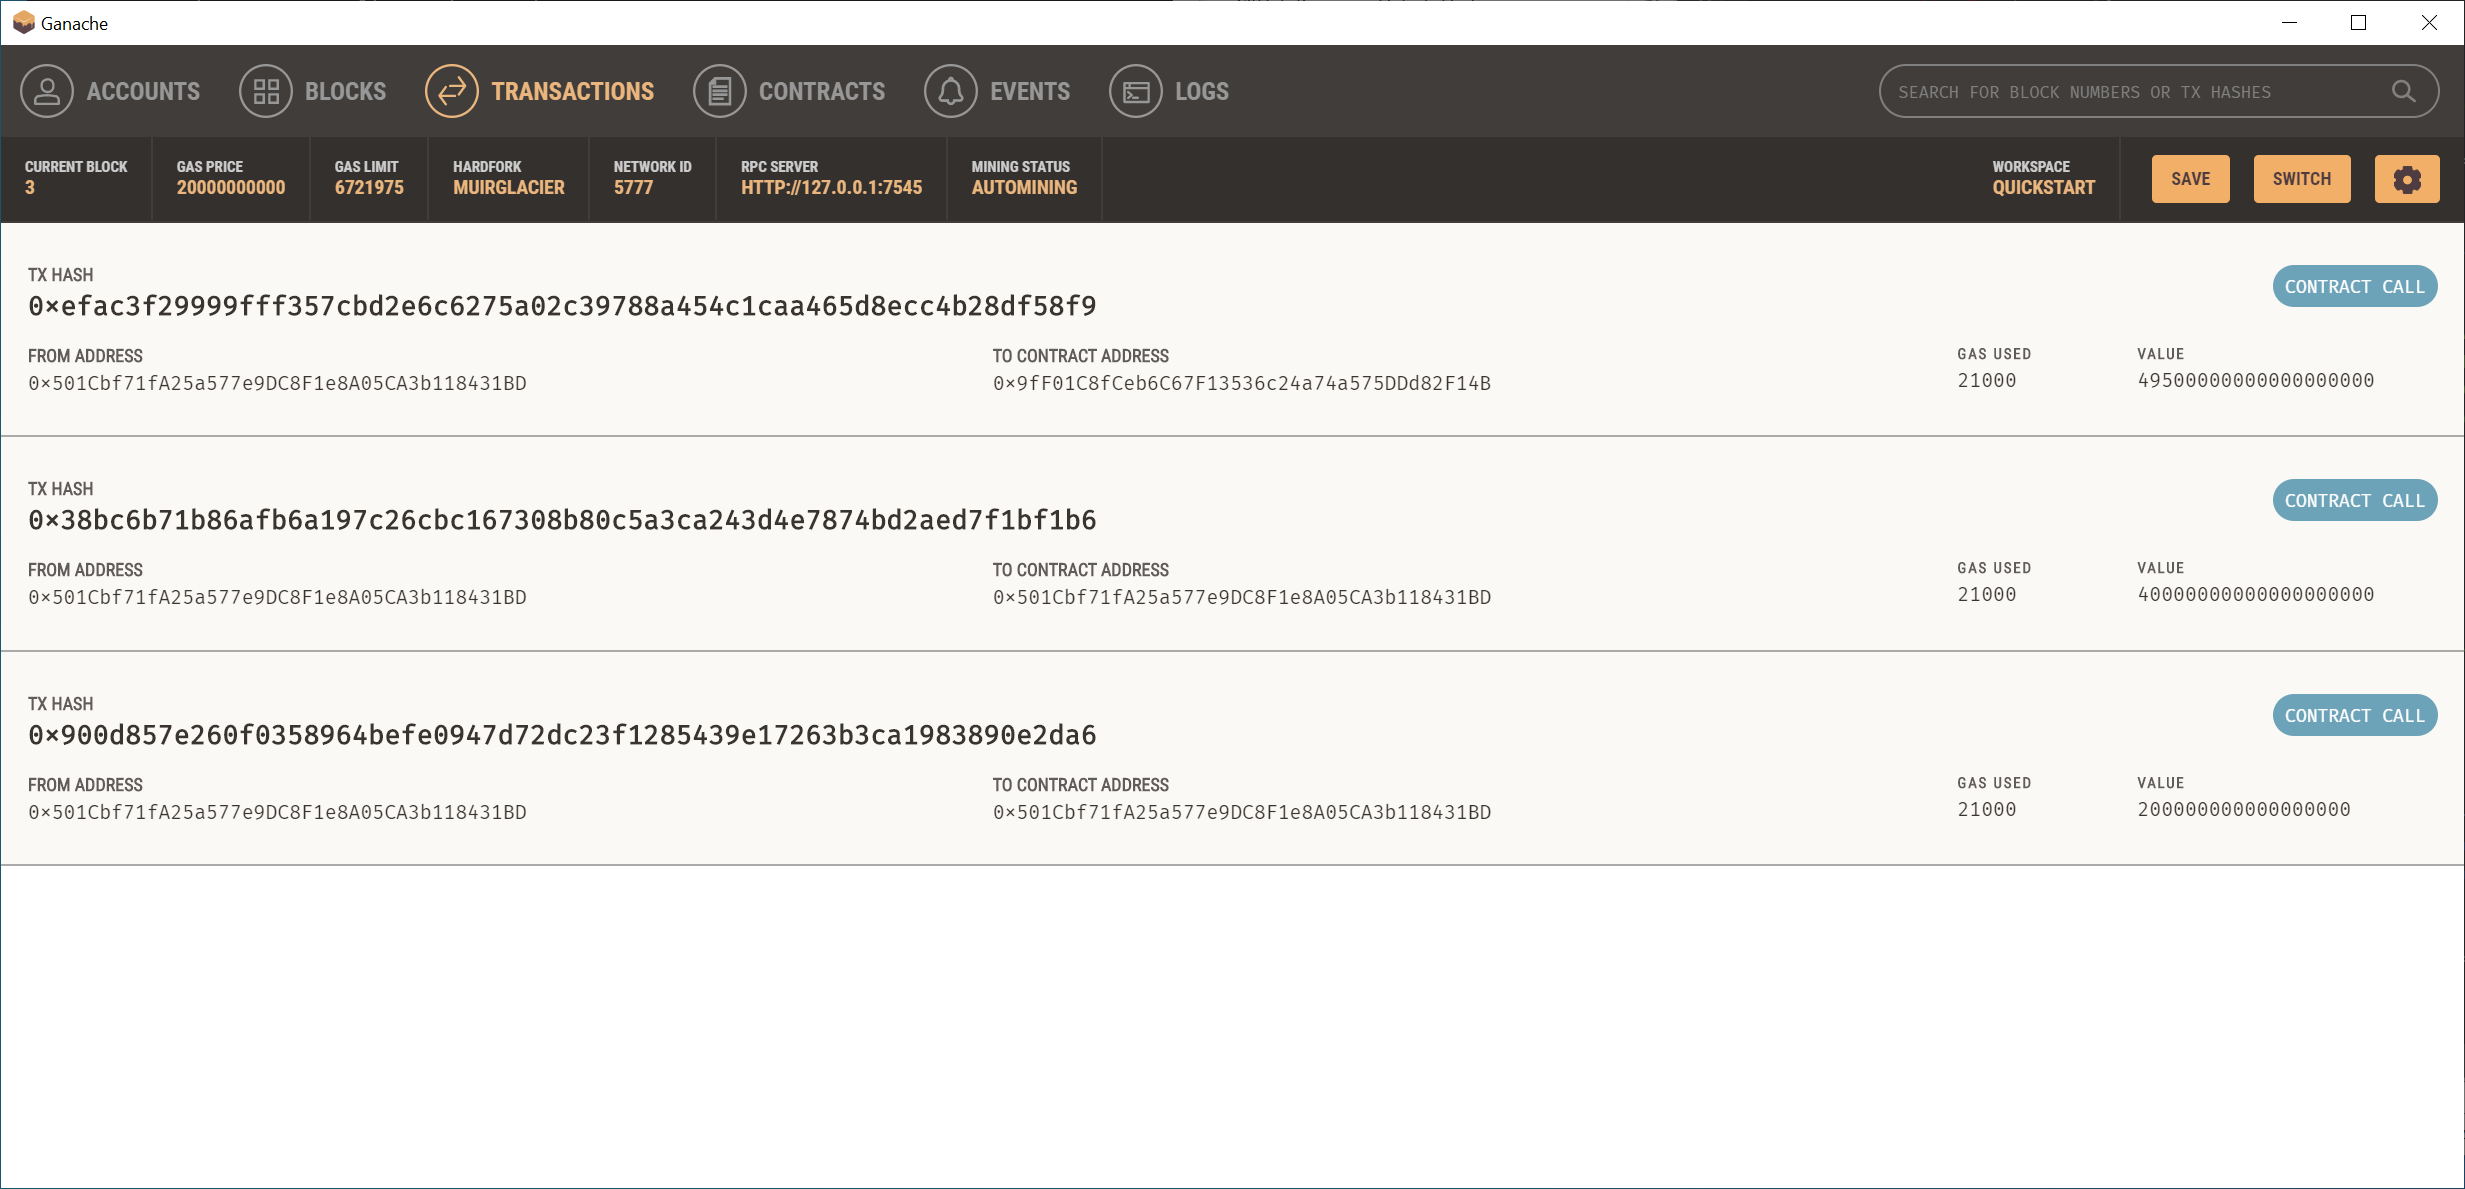 Ganache
ACCOUNTS BLOCKS TRANSACTIONS CONTRACTS EVENTS LOGS SEARCH FOR BLOCK NUMBERS OR TX HASHES
CURRENT BLOCK GAS PRICE GAS LIMIT HARDFORK NETWORK ID RPC SERVER MINING STATUS WORKSPACE
3 20000000000 6721975 MUIRGLACIER 5777 HTTP://127.0.0.1:7545 AUTOMINING QUICKSTART SAVE SWITCH
TX HASH
0×efac3f29999fff357cbd2e6c6275a02c39788a454c1caa465d8ecc4b28df58f9 CONTRACT CALL
FROM ADDRESS TO CONTRACT ADDRESS GAS USED VALUE
0×501Cbf71fA25a577e9DC8F1e8A05CA3b118431BD 0×9fF01C8fCeb6C67F13536c24a74a575DDd82F14B 21000 49500000000000000000
TX HASH
0×38bc6b71b86afb6a197c26cbc167308b80c5a3ca243d4e7874bd2aed7f1bf1b6 CONTRACT CALL
FROM ADDRESS TO CONTRACT ADDRESS GAS USED VALUE
0×501Cbf71fA25a577e9DC8F1e8A05CA3b118431BD 0×501Cbf71fA25a577e9DC8F1e8A05CA3b118431BD 21000 40000000000000000000
TX HASH
0×900d857e260f0358964befe0947d72dc23f1285439e17263b3ca1983890e2da6 CONTRACT CALL
FROM ADDRESS TO CONTRACT ADDRESS GAS USED VALUE
0×501Cbf71fA25a577e9DC8F1e8A05CA3b118431BD 0×501Cbf71fA25a577e9DC8F1e8A05CA3b118431BD 21000 200000000000000000